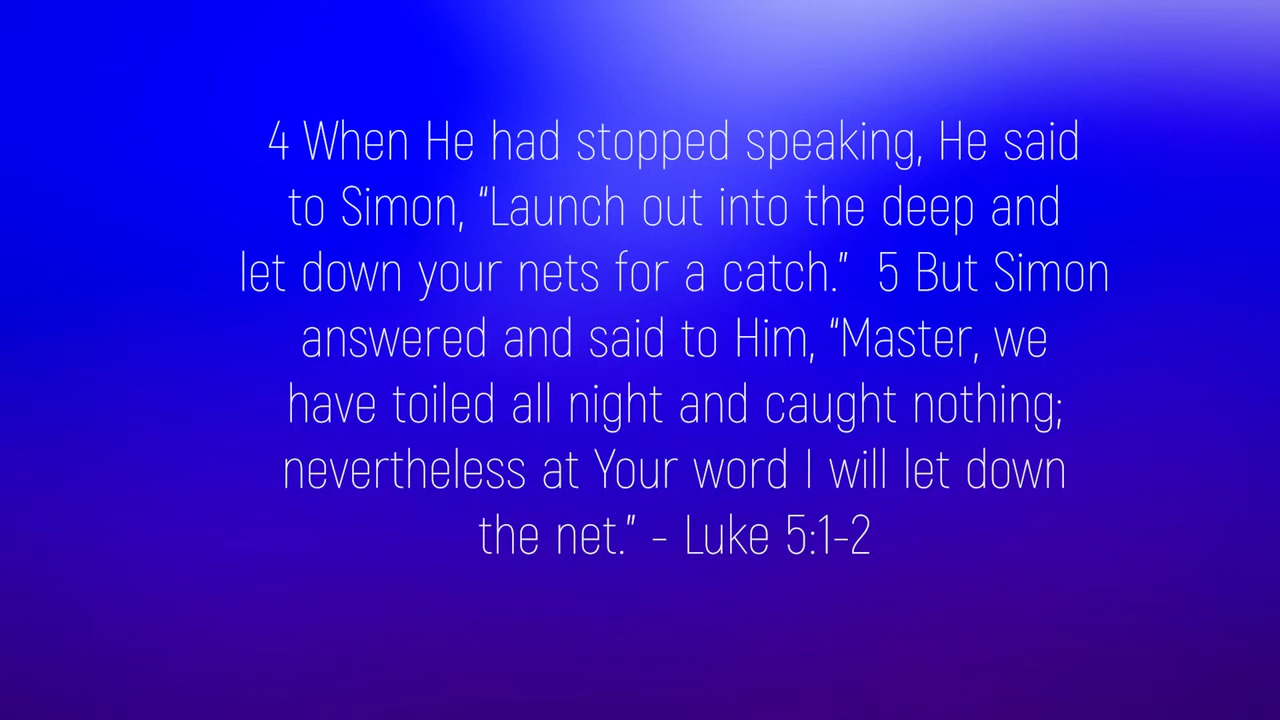 4 When He had stopped speaking, He said
to Simon, “Launch out into the deep and
let down your nets for a catch.”  5 But Simon
answered and said to Him, “Master, we
have toiled all night and caught nothing;
nevertheless at Your word I will let down
the net.” - Luke 5:1-2